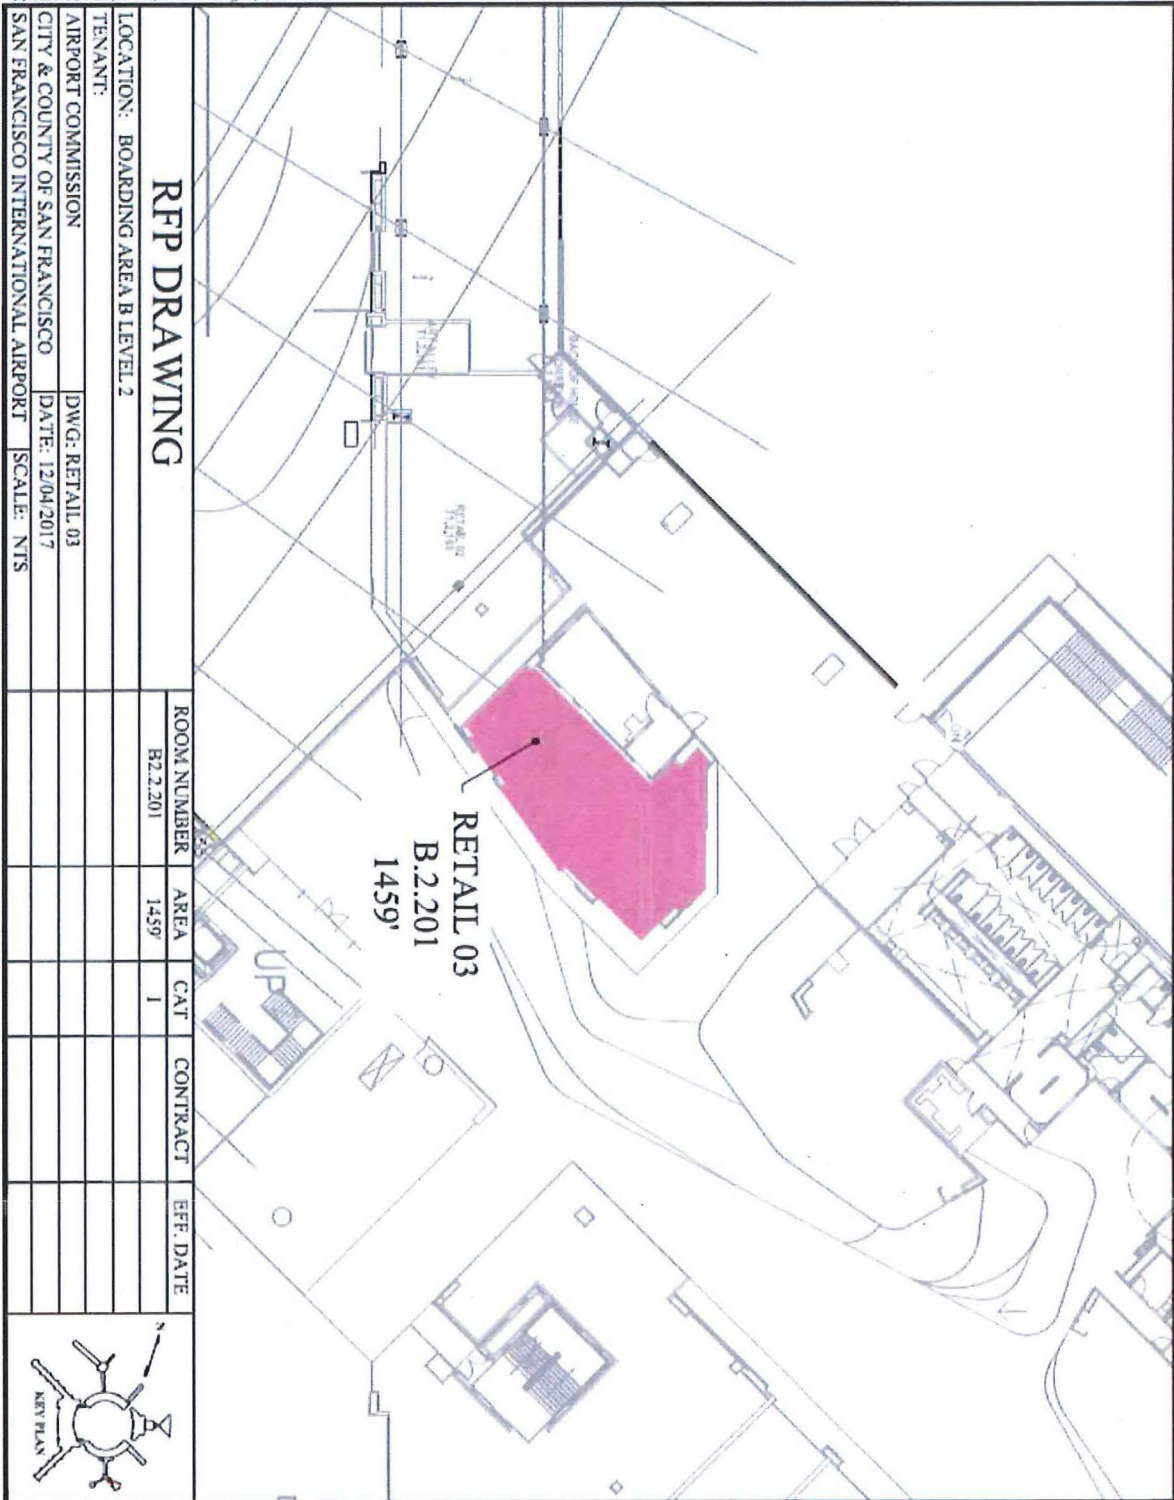 RETAIL 03
B.2.201
1459'
UP
RFP DRAWING
LOCATION: BOARDING AREA B LEVEL 2
TENANT:
AIRPORT COMMISSION
DWG: RETAIL 03
CITY & COUNTY OF SAN FRANCISCO
DATE: 12/04/2017
SAN FRANCISCO INTERNATIONAL AIRPORT
SCALE: NTS
ROOM NUMBER AREA CAT CONTRACT EFF. DATE
B2.2.201 1459' 1
N
KEY PLAN